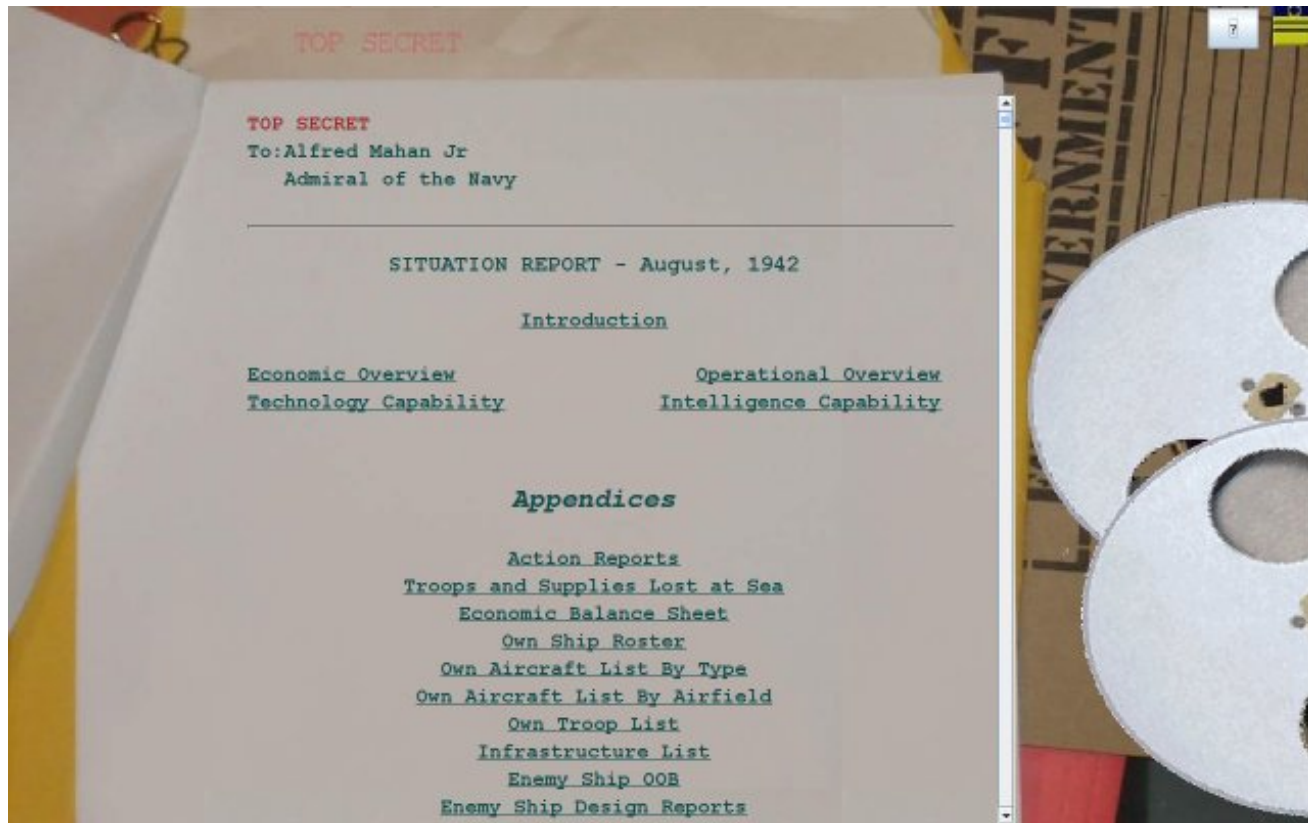 TOP SECRET
TOP SECRET
To:Alfred Mahan Jr
Admiral of the Navy
SITUATION REPORT - August, 1942
Introduction
Economic Overview
Operational Overview
Technology Capability
Intelligence Capability
Appendices
Action Reports
Troops and Supplies Lost at Sea
Economic Balance Sheet
Own Ship Roster
Own Aircraft List By Type
Own Aircraft List By Airfield
Own Troop List
Infrastructure List
Enemy Ship OOB
Enemy Ship Design Reports
?